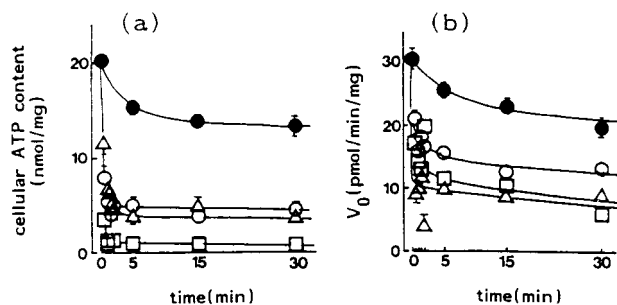 (a)
cellular ATP content
(nmol/mg)
20
10
0
0 5 15 30
time(min)
(b)
V0(pmol/min/mg)
40
30
20
10
0
0 5 15 30
time(min)